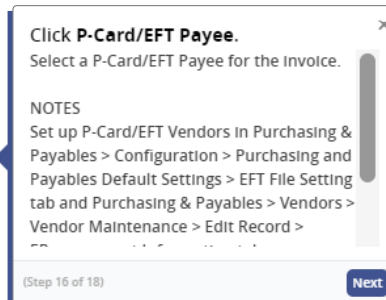 Click P-Card/EFT Payee.
Select a P-Card/EFT Payee for the Invoice.
NOTES
Set up P-Card/EFT Vendors in Purchasing &
Payables > Configuration > Purchasing and
Payables Default Settings > EFT File Setting
tab and Purchasing & Payables > Vendors >
Vendor Maintenance > Edit Record >
(Step 16 of 18)
Next